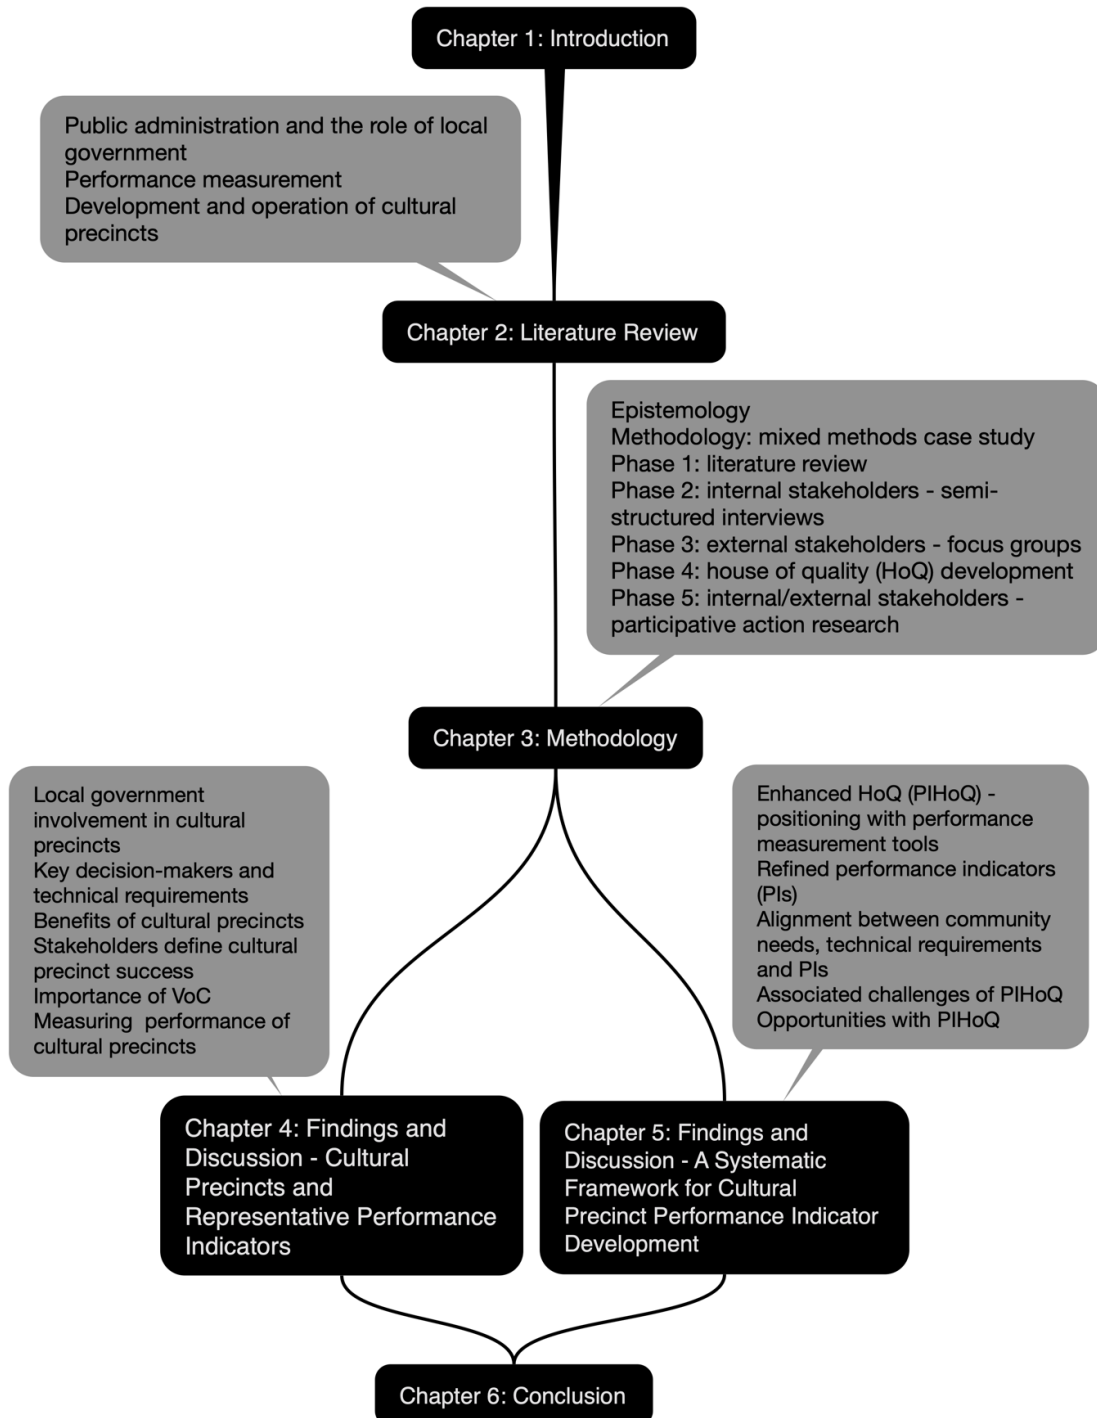 Chapter 1: Introduction
Public administration and the role of local
government
Performance measurement
Development and operation of cultural
precincts
Chapter 2: Literature Review
Epistemology
Methodology: mixed methods case study
Phase 1: literature review
Phase 2: internal stakeholders - semi-
structured interviews
Phase 3: external stakeholders - focus groups
Phase 4: house of quality (HoQ) development
Phase 5: internal/external stakeholders -
participative action research
Chapter 3: Methodology
Local government
involvement in cultural
precincts
Key decision-makers and
technical requirements
Benefits of cultural precincts
Stakeholders define cultural
precinct success
Importance of VoC
Measuring performance of
cultural precincts
Enhanced HoQ (PIHoQ) -
positioning with performance
measurement tools
Refined performance indicators
(PIs)
Alignment between community
needs, technical requirements
and PIs
Associated challenges of PIHoQ
Opportunities with PIHoQ
Chapter 4: Findings and
Discussion - Cultural
Precincts and
Representative Performance
Indicators
Chapter 5: Findings and
Discussion - A Systematic
Framework for Cultural
Precinct Performance Indicator
Development
Chapter 6: Conclusion